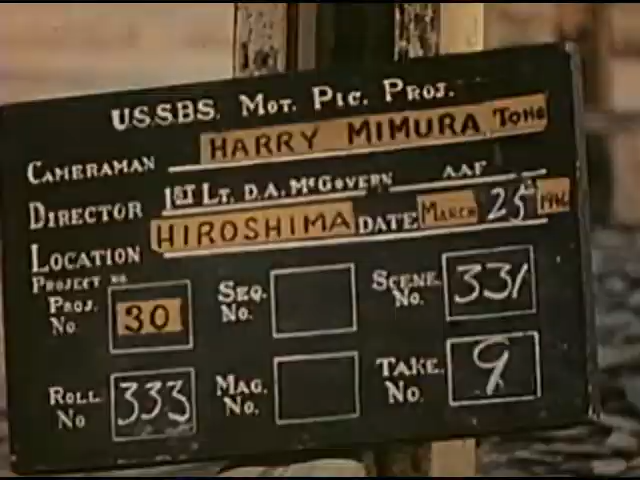 U.S.S.B.S. MOT. PIC. PROJ.
CAMERAMAN HARRY MIMURA TOHO
DIRECTOR 1ST LT. D.A. McGOVERN AAF
LOCATION HIROSHIMA DATE MARCH 25 1946
PROJECT NO.
PROJ. NO 30 SEQ. NO. SCENE. NO. 331
ROLL NO 333 MAG. NO. TAKE. NO. 9